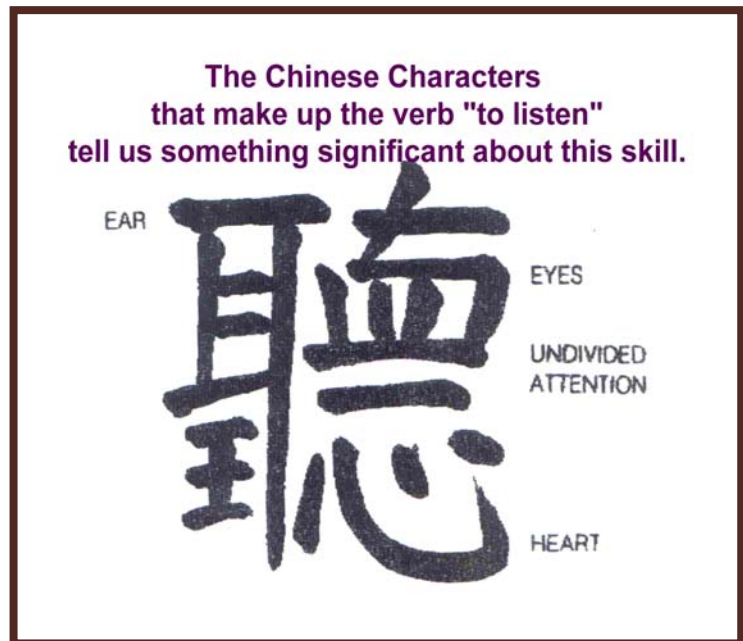 The Chinese Characters
that make up the verb "to listen"
tell us something significant about this skill.
EAR
聽
EYES
UNDIVIDED
ATTENTION
HEART